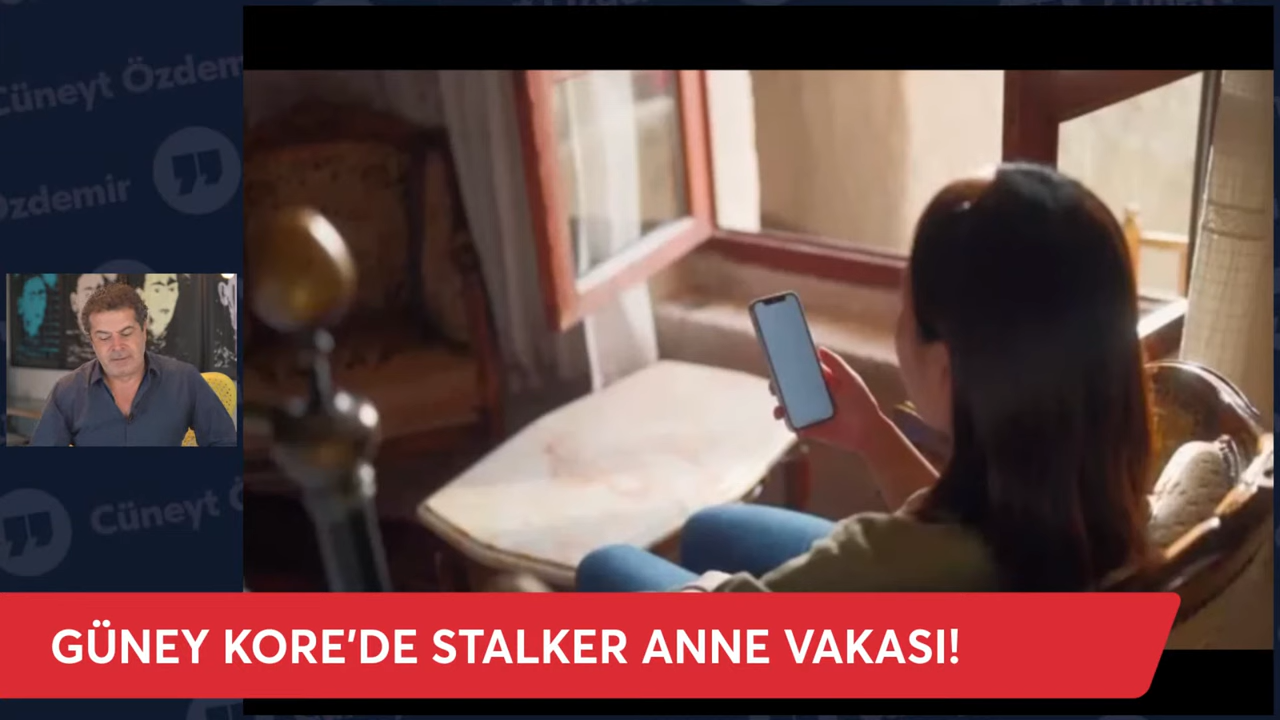 Cüneyt Özdem
Özdemir
Cüneyt Ö
GÜNEY KORE'DE STALKER ANNE VAKASI!